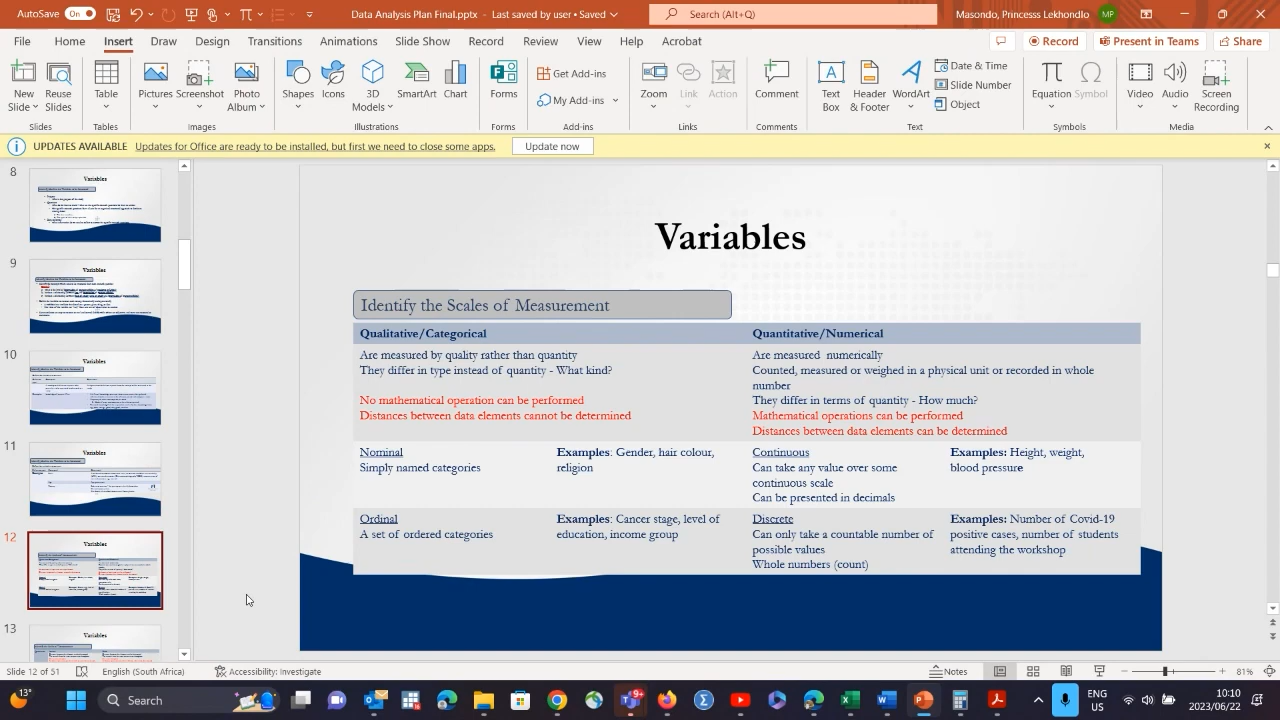 AutoSave On Data Analysis Plan Final.pptx - Last saved by user • Saved Search (Alt+Q) Masondo, Princess Lekhondlo MP
File Home Insert Draw Design Transitions Animations Slide Show Record Review View Help Acrobat Record Present in Teams Share
New Slide Reuse Slides Table Pictures Screenshot Photo Album Shapes Icons 3D Models SmartArt Chart Forms Get Add-ins My Add-ins Zoom Link Action Comment Text Box Header & Footer WordArt Date & Time Slide Number Object Equation Symbol Video Audio Screen Recording
Slides Tables Images Illustrations Forms Add-ins Links Comments Text Symbols Media
UPDATES AVAILABLE Updates for Office are ready to be installed, but first we need to close some apps. Update now
8
Variables
9
Variables
10
Variables
11
Variables
12
Variables
13
Variables
Variables
Identify the Scales of Measurement
Qualitative/Categorical
Quantitative/Numerical
Are measured by quality rather than quantity
They differ in type instead of quantity - What kind?
No mathematical operation can be performed
Distances between data elements cannot be determined
Are measured numerically
Counted, measured or weighed in a physical unit or recorded in whole
number
They differ in terms of quantity - How much?
Mathematical operations can be performed
Distances between data elements can be determined
Nominal
Simply named categories
Examples: Gender, hair colour,
religion
Continuous
Can take any value over some
continuous scale
Can be presented in decimals
Examples: Height, weight,
blood pressure
Ordinal
A set of ordered categories
Examples: Cancer stage, level of
education, income group
Discrete
Can only take a countable number of
possible values
Whole numbers (count)
Examples: Number of Covid-19
positive cases, number of students
attending the workshop
Slide 12 of 51 English (South Africa) Accessibility: Investigate Notes 81%
13° Search 9+ ENG US 10:10 2023/06/22